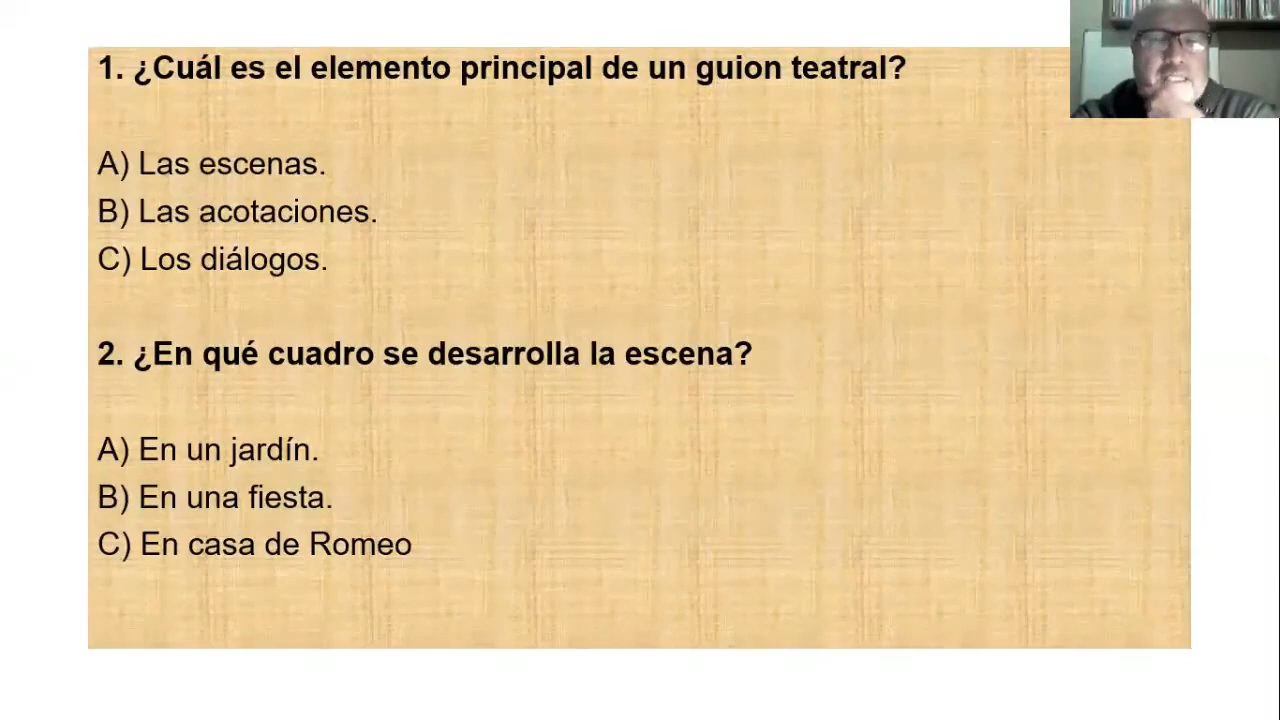 1. ¿Cuál es el elemento principal de un guion teatral?
A) Las escenas.
B) Las acotaciones.
C) Los diálogos.
2. ¿En qué cuadro se desarrolla la escena?
A) En un jardín.
B) En una fiesta.
C) En casa de Romeo